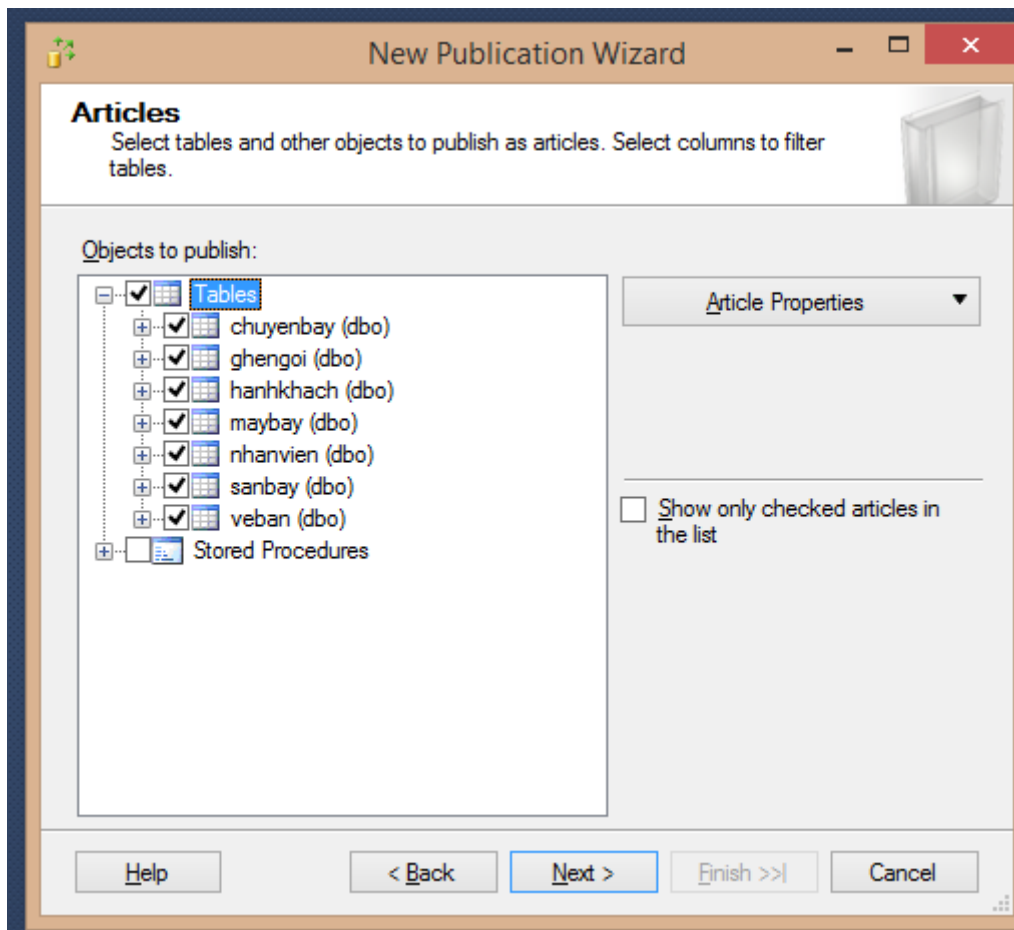 New Publication Wizard
Articles
Select tables and other objects to publish as articles. Select columns to filter
tables.
Objects to publish:
Tables
chuyenbay (dbo)
ghengoi (dbo)
hanhkhach (dbo)
maybay (dbo)
nhanvien (dbo)
sanbay (dbo)
veban (dbo)
Stored Procedures
Article Properties
Show only checked articles in
the list
Help
< Back
Next >
Finish >>|
Cancel